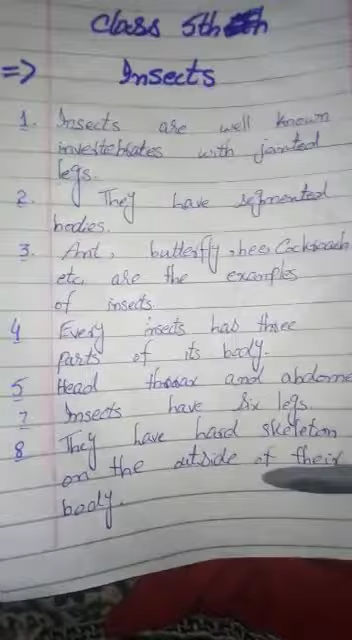 Class 5th
=> Insects
1. Insects are well known
invertebrates with jointed
legs.
2. They have segmented
bodies.
3. Ant, butterfly, bee, Cockroach
etc. are the examples
of insects.
4 Every insects has three
parts of its body.
5 Head thorax and abdome
7 Insects have six legs.
8 They have hard skeleton
on the outside of their
body.